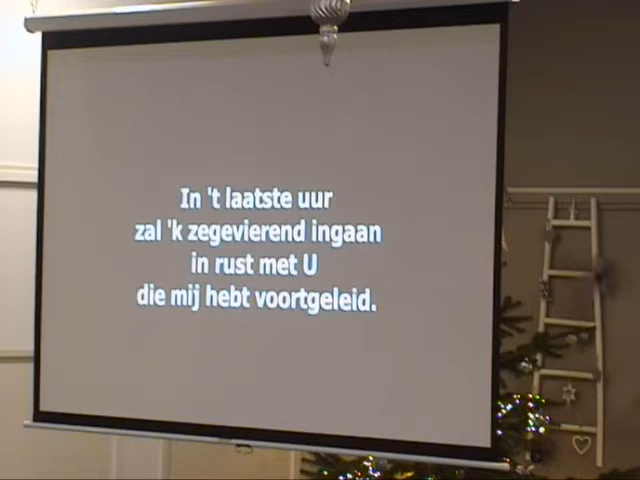 In 't laatste uur
zal 'k zegevierend ingaan
in rust met U
die mij hebt voortgeleid.